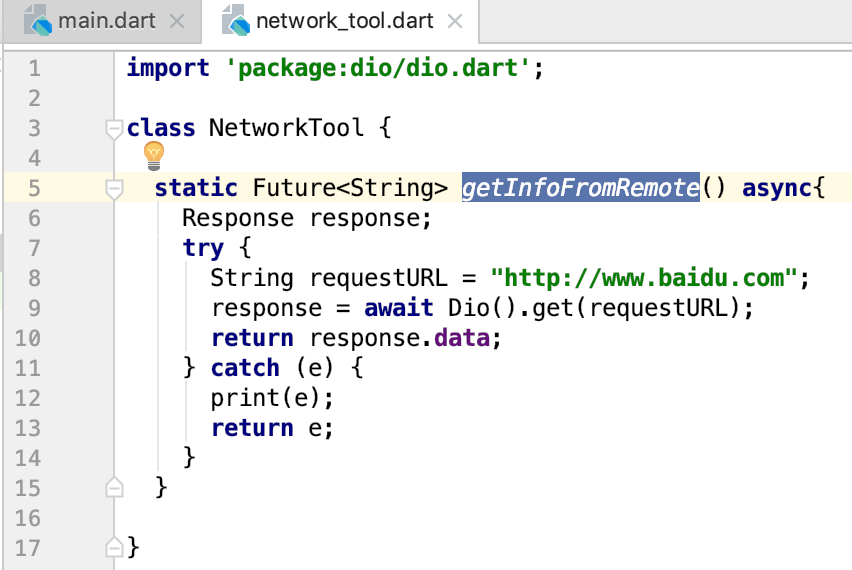 main.dart network_tool.dart
1 import 'package:dio/dio.dart';
2
3 class NetworkTool {
4
5 static Future<String> getInfoFromRemote() async{
6 Response response;
7 try {
8 String requestURL = "http://www.baidu.com";
9 response = await Dio().get(requestURL);
10 return response.data;
11 } catch (e) {
12 print(e);
13 return e;
14 }
15 }
16
17 }